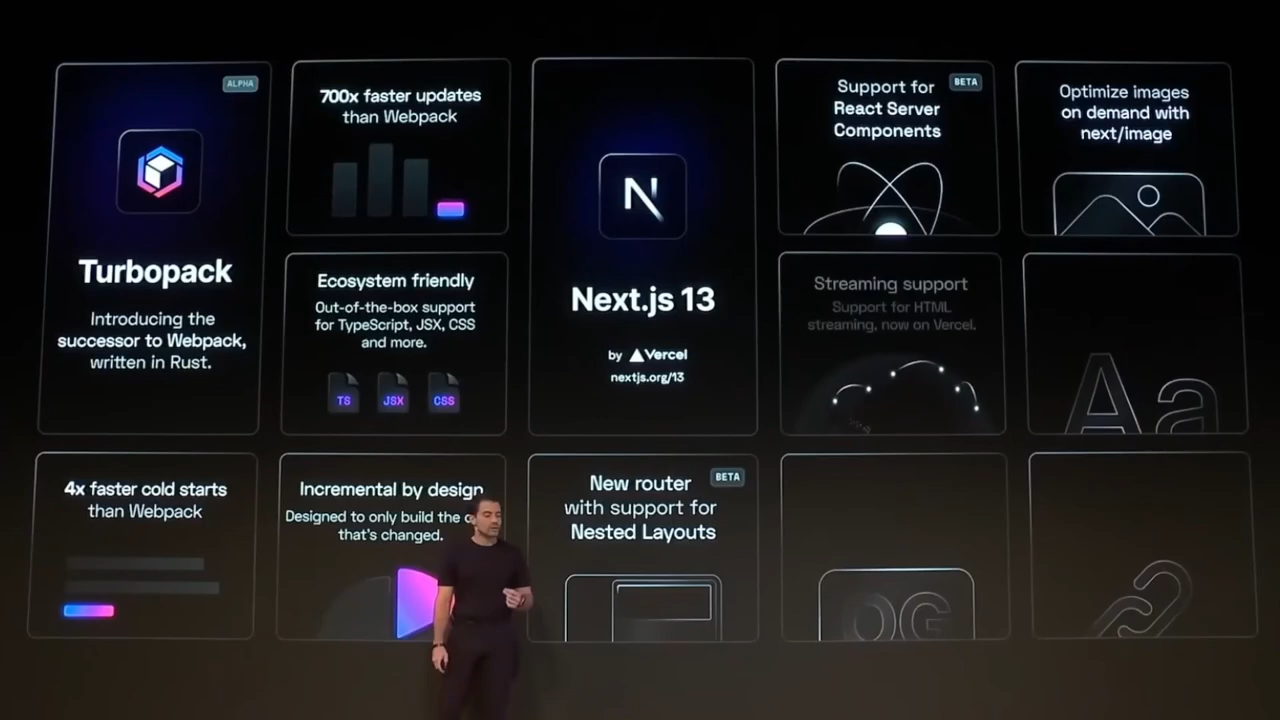 ALPHA
Turbopack
Introducing the
successor to Webpack,
written in Rust.
700x faster updates
than Webpack
Ecosystem friendly
Out-of-the-box support
for TypeScript, JSX, CSS
and more.
TS JSX CSS
N
Next.js 13
by Vercel
nextjs.org/13
Support for
React Server
Components
BETA
Optimize images
on demand with
next/image
Streaming support
Support for HTML
streaming, now on Vercel.
Aa
4x faster cold starts
than Webpack
Incremental by design
Designed to only build the
that's changed.
New router
with support for
Nested Layouts
BETA
OG